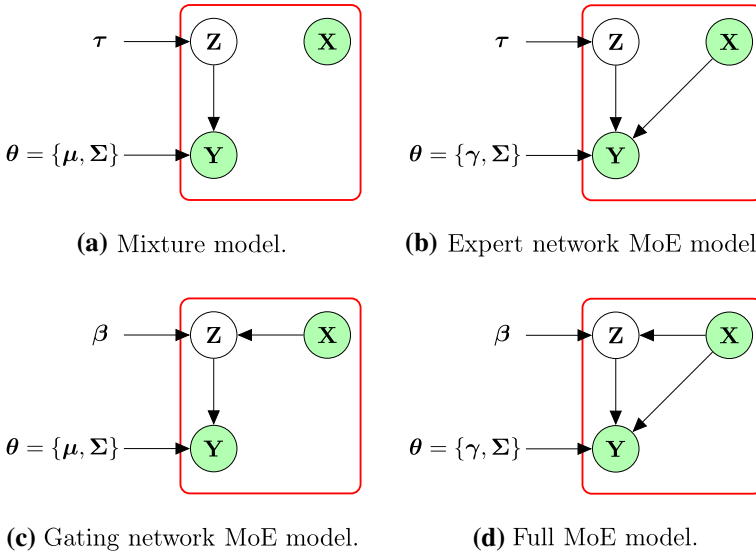 τ Z X
θ = {μ, Σ} Y
(a) Mixture model.
τ Z X
θ = {γ, Σ} Y
(b) Expert network MoE model
β Z X
θ = {μ, Σ} Y
(c) Gating network MoE model.
β Z X
θ = {γ, Σ} Y
(d) Full MoE model.